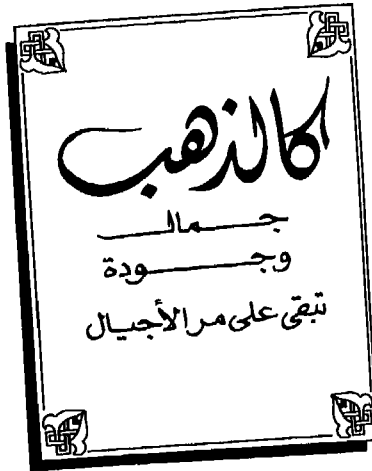 كالذهب
جمال
وجودة
تبقى على مر الأجيال